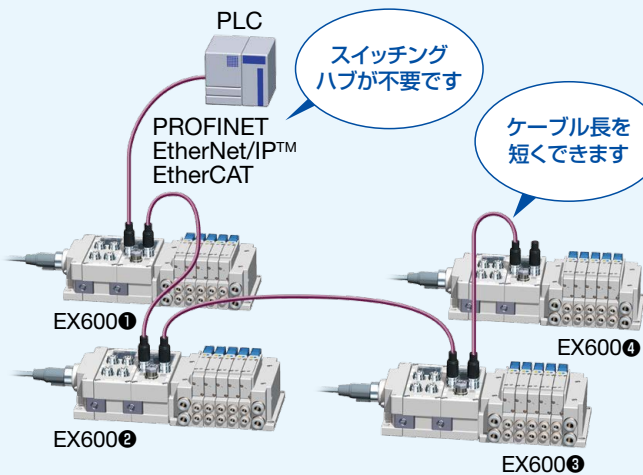 PLC
スイッチング
ハブが不要です
PROFINET
EtherNet/IP™
EtherCAT
ケーブル長を
短くできます
EX600❶
EX600❹
EX600❷
EX600❸